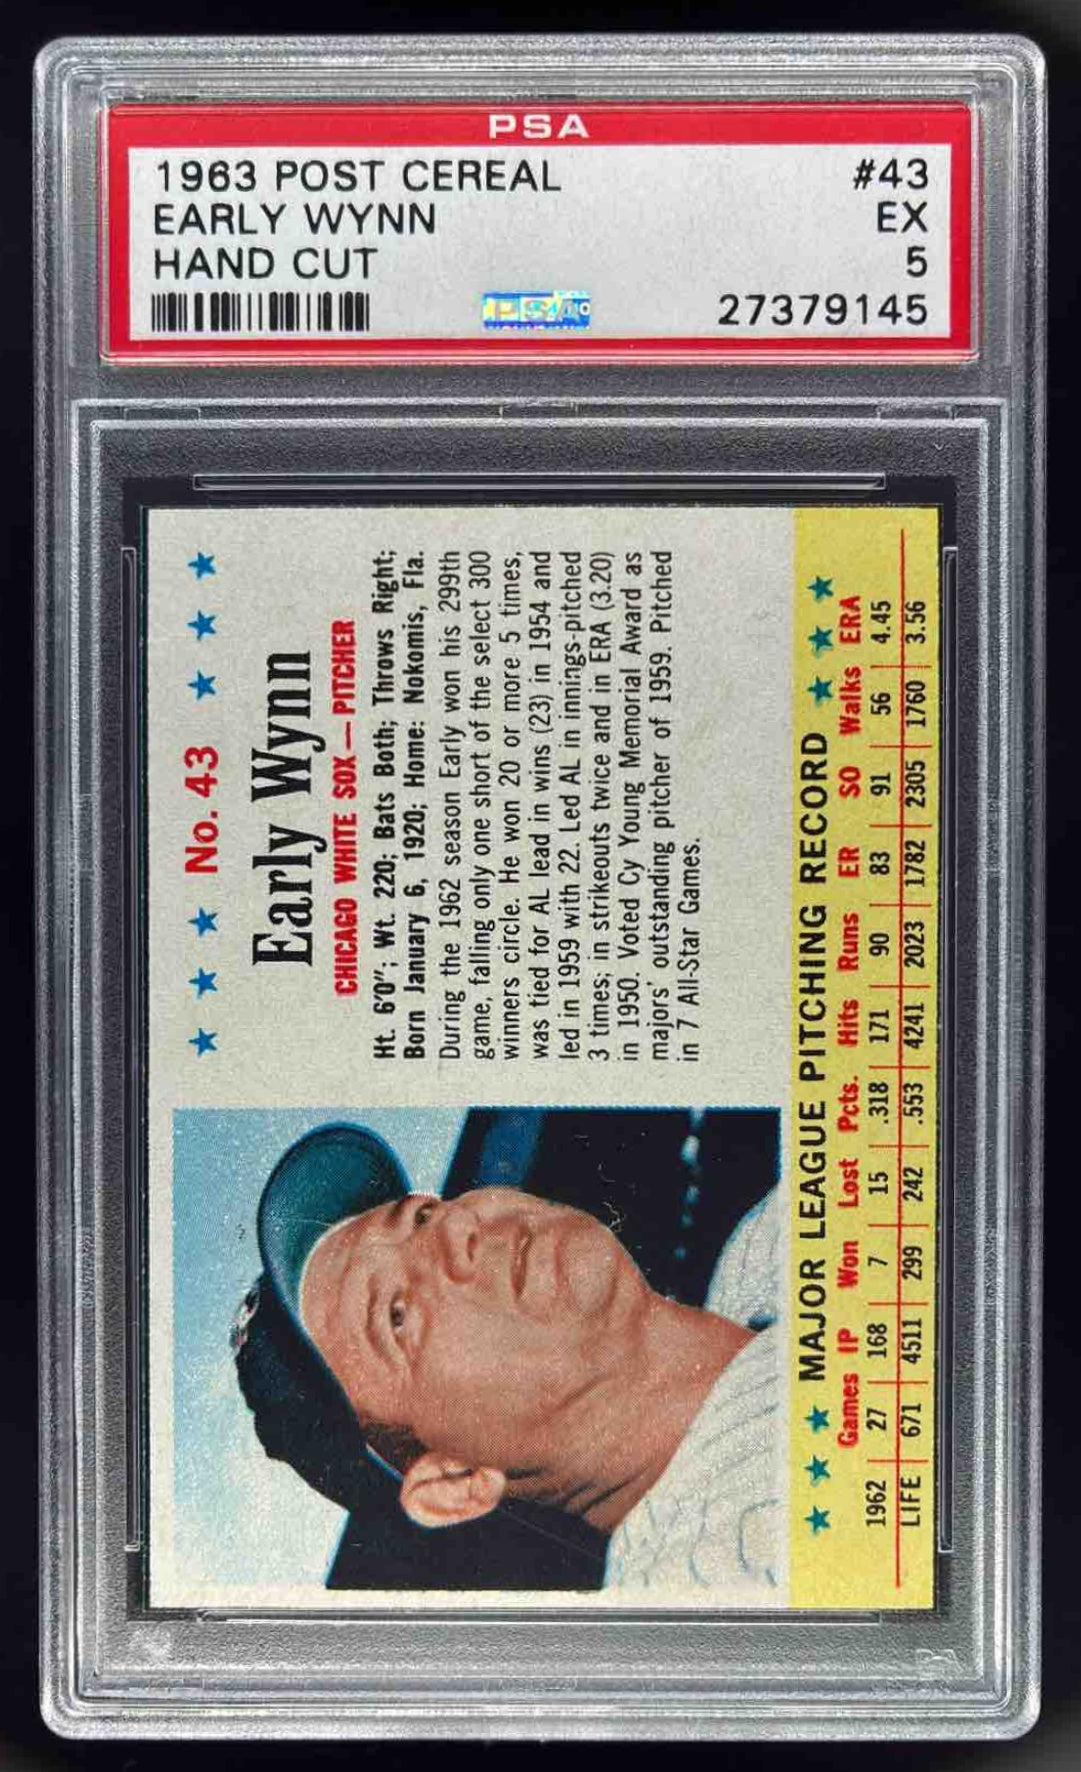 PSA
1963 POST CEREAL #43
EARLY WYNN EX
HAND CUT 5
27379145
PSA
No. 43
Early Wynn
CHICAGO WHITE SOX — PITCHER
Ht. 6'0"; Wt. 220; Bats Both; Throws Right;
Born January 6, 1920; Home: Nokomis, Fla.
During the 1962 season Early won his 299th
game, falling only one short of the select 300
winners circle. He won 20 or more 5 times,
was tied for AL lead in wins (23) in 1954 and
led in 1959 with 22. Led AL in innings-pitched
3 times; in strikeouts twice and in ERA (3.20)
in 1950. Voted Cy Young Memorial Award as
majors' outstanding pitcher of 1959. Pitched
in 7 All-Star Games.
MAJOR LEAGUE PITCHING RECORD
Games IP Won Lost Pcts. Hits Runs ER SO Walks ERA
1962 27 168 7 15 .318 171 90 83 91 56 4.45
LIFE 671 4511 299 242 .553 4241 2023 1782 2305 1760 3.56